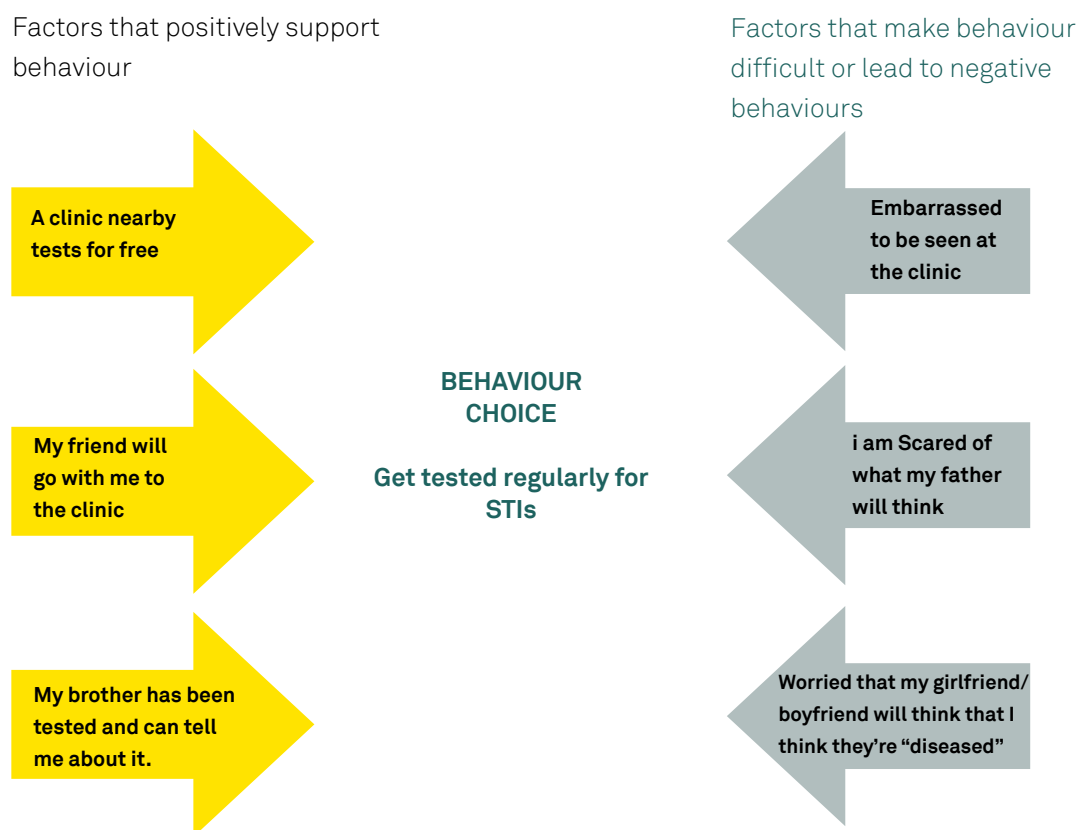 Factors that positively support
behaviour
Factors that make behaviour
difficult or lead to negative
behaviours
A clinic nearby
tests for free
My friend will
go with me to
the clinic
My brother has been
tested and can tell
me about it.
BEHAVIOUR
CHOICE
Get tested regularly for
STIs
Embarrassed
to be seen at
the clinic
i am Scared of
what my father
will think
Worried that my girlfriend/
boyfriend will think that I
think they’re “diseased”